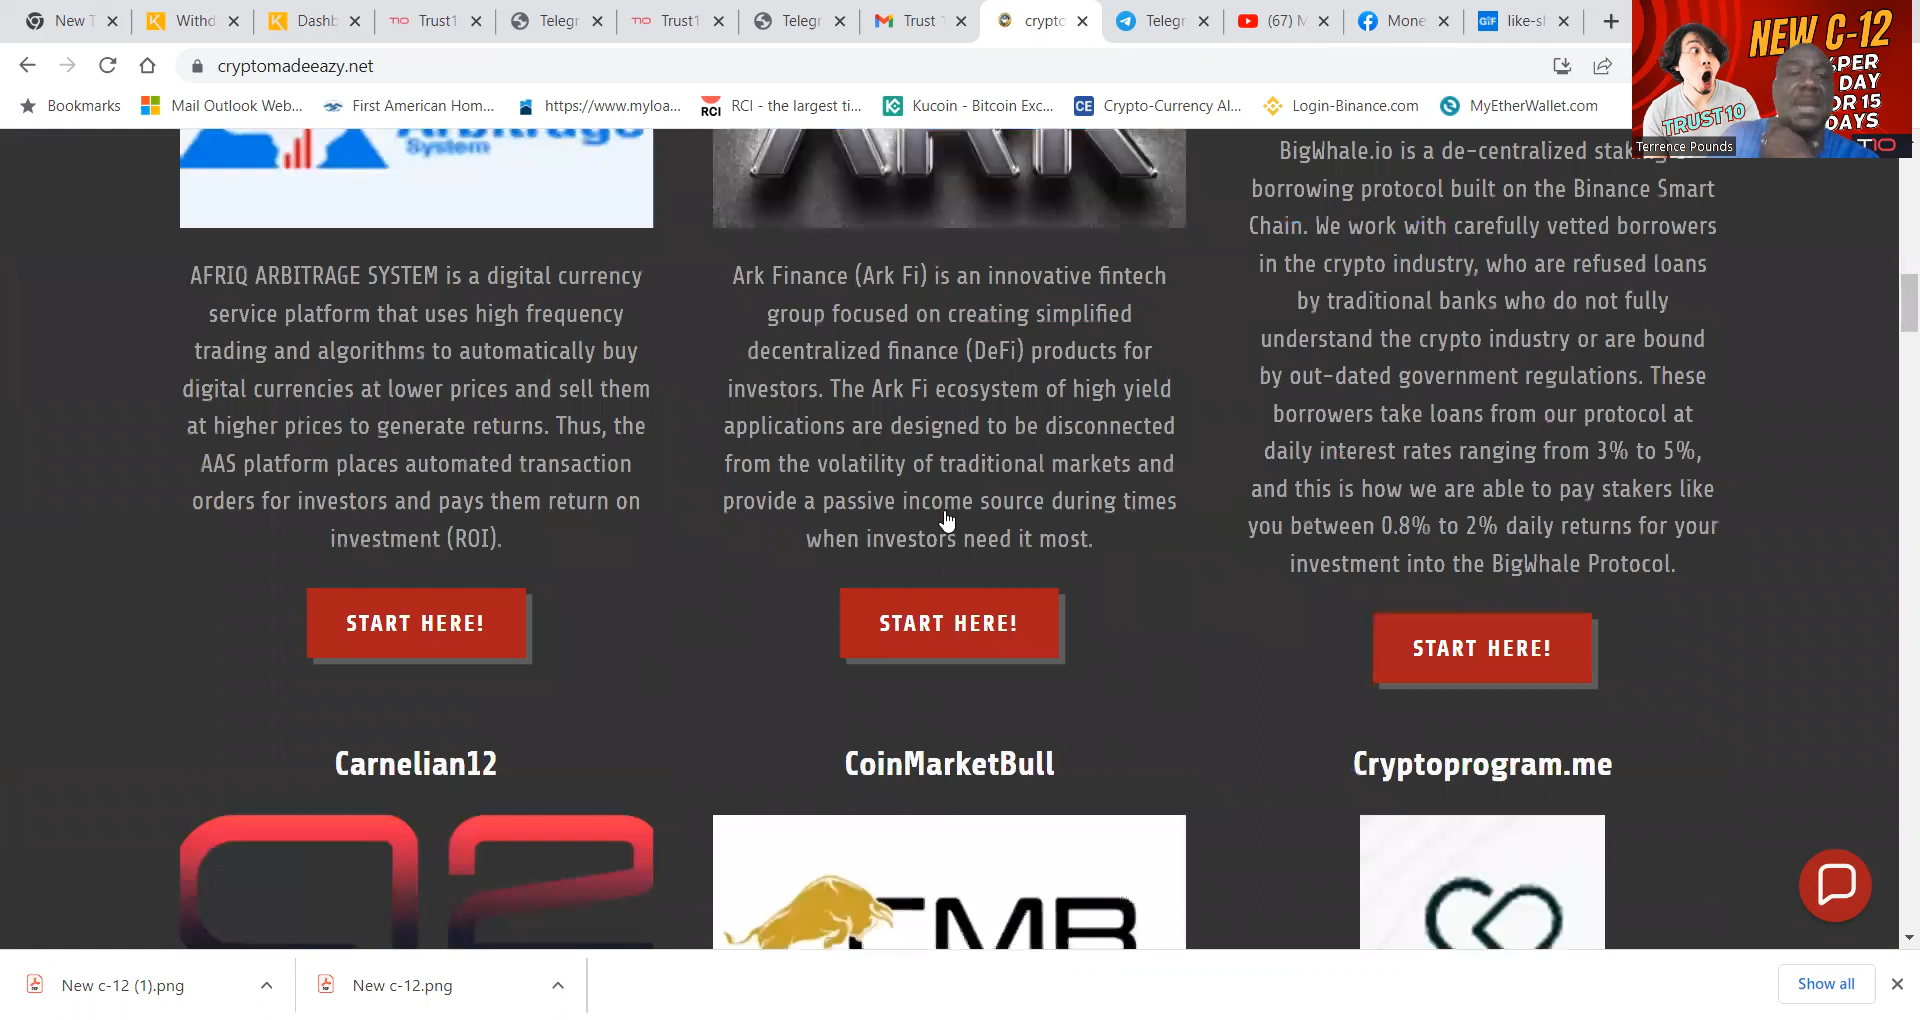 New T
Withd
Dashb
Trust1
Telegr
Trust1
Telegr
Trust
crypto
Telegr
(67) M
Mone
GIF
like-s
cryptomadeeazy.net
Bookmarks
Mail Outlook Web...
First American Hom...
https://www.myloa...
RCI
RCI - the largest ti...
Kucoin - Bitcoin Exc...
CE
Crypto-Currency Al...
Login-Binance.com
MyEtherWallet.com
NEW C-12
PER
DAY
OR 15
DAYS
TRUST10
Terrence Pounds
Arbitrage
System
ARK
AFRIQ ARBITRAGE SYSTEM is a digital currency
service platform that uses high frequency
trading and algorithms to automatically buy
digital currencies at lower prices and sell them
at higher prices to generate returns. Thus, the
AAS platform places automated transaction
orders for investors and pays them return on
investment (ROI).
START HERE!
Ark Finance (Ark Fi) is an innovative fintech
group focused on creating simplified
decentralized finance (DeFi) products for
investors. The Ark Fi ecosystem of high yield
applications are designed to be disconnected
from the volatility of traditional markets and
provide a passive income source during times
when investors need it most.
START HERE!
BigWhale.io is a de-centralized
borrowing protocol built on the Binance Smart
Chain. We work with carefully vetted borrowers
in the crypto industry, who are refused loans
by traditional banks who do not fully
understand the crypto industry or are bound
by out-dated government regulations. These
borrowers take loans from our protocol at
daily interest rates ranging from 3% to 5%,
and this is how we are able to pay stakers like
you between 0.8% to 2% daily returns for your
investment into the BigWhale Protocol.
START HERE!
Carnelian12
CoinMarketBull
CMB
Cryptoprogram.me
New c-12 (1).png
New c-12.png
Show all